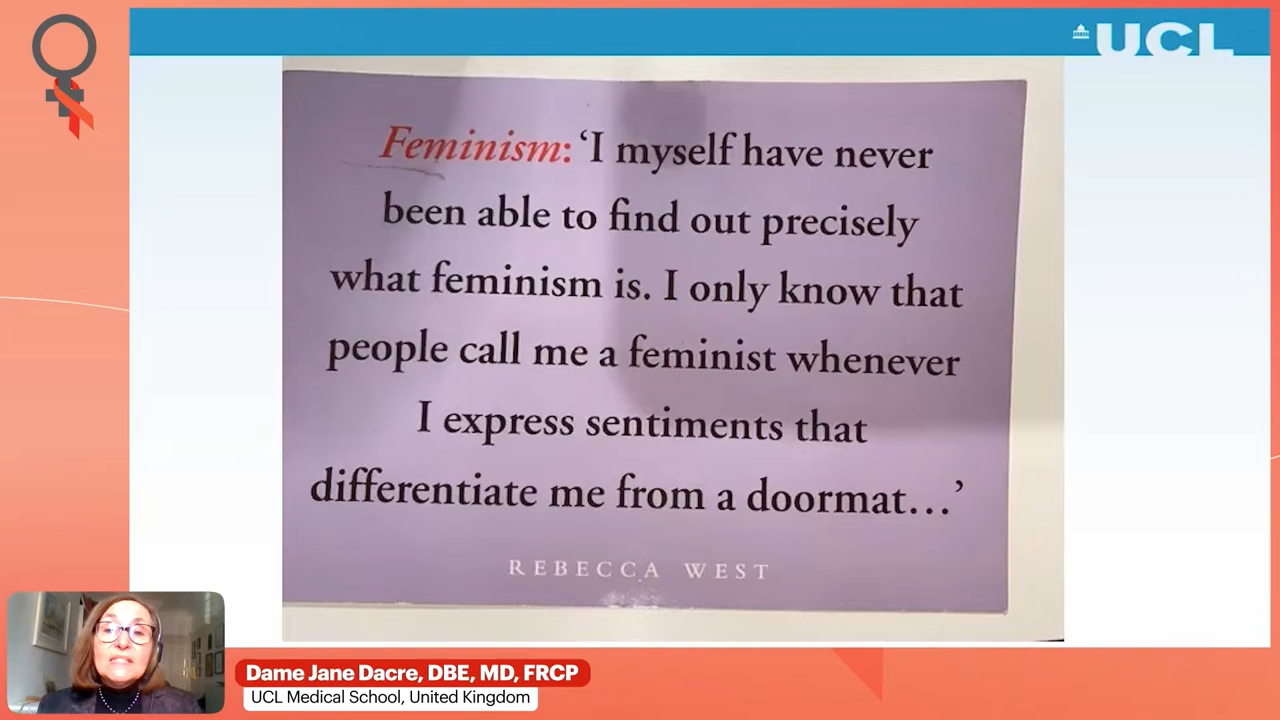 UCL
Feminism: ‘I myself have never
been able to find out precisely
what feminism is. I only know that
people call me a feminist whenever
I express sentiments that
differentiate me from a doormat...’
REBECCA WEST
Dame Jane Dacre, DBE, MD, FRCP
UCL Medical School, United Kingdom